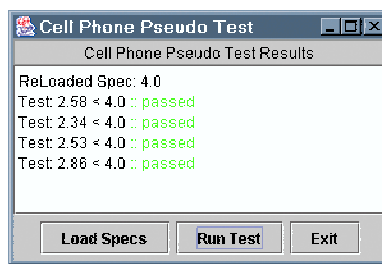 Cell Phone Pseudo Test
Cell Phone Pseudo Test Results
ReLoaded Spec: 4.0
Test: 2.58 < 4.0 :: passed
Test: 2.34 < 4.0 :: passed
Test: 2.53 < 4.0 :: passed
Test: 2.86 < 4.0 :: passed
Load Specs Run Test Exit